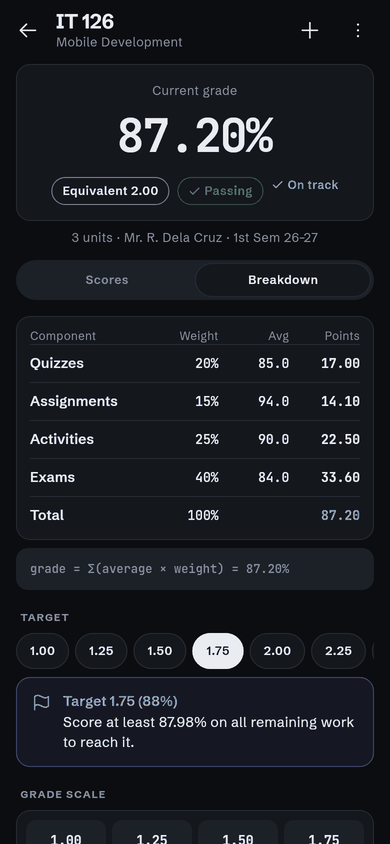 IT 126
Mobile Development
Current grade
87.20%
Equivalent 2.00 ✓ Passing ✓ On track
3 units · Mr. R. Dela Cruz · 1st Sem 26-27
Scores Breakdown
Component Weight Avg Points
Quizzes 20% 85.0 17.00
Assignments 15% 94.0 14.10
Activities 25% 90.0 22.50
Exams 40% 84.0 33.60
Total 100% 87.20
grade = Σ(average × weight) = 87.20%
TARGET
1.00 1.25 1.50 1.75 2.00 2.25
Target 1.75 (88%)
Score at least 87.98% on all remaining work
to reach it.
GRADE SCALE
1.00 1.25 1.50 1.75